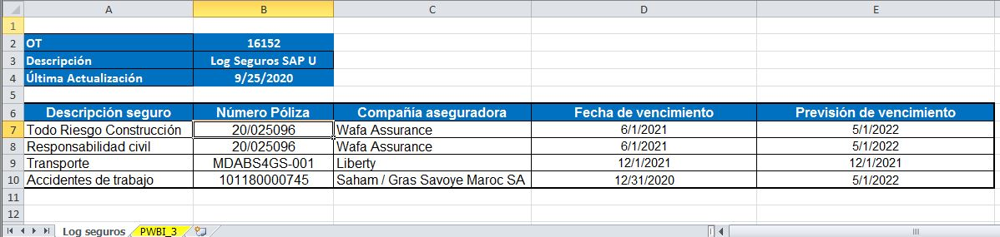 A B C D E
1
2 OT 16152
3 Descripción Log Seguros SAP U
4 Última Actualización 9/25/2020
5
6 Descripción seguro Número Póliza Compañia aseguradora Fecha de vencimiento Previsión de vencimiento
7 Todo Riesgo Construcción 20/025096 Wafa Assurance 6/1/2021 5/1/2022
8 Responsabilidad civil 20/025096 Wafa Assurance 6/1/2021 5/1/2022
9 Transporte MDABS4GS-001 Liberty 12/1/2021 12/1/2021
10 Accidentes de trabajo 101180000745 Saham / Gras Savoye Maroc SA 12/31/2020 5/1/2022
11
12
Log seguros PWBI_3